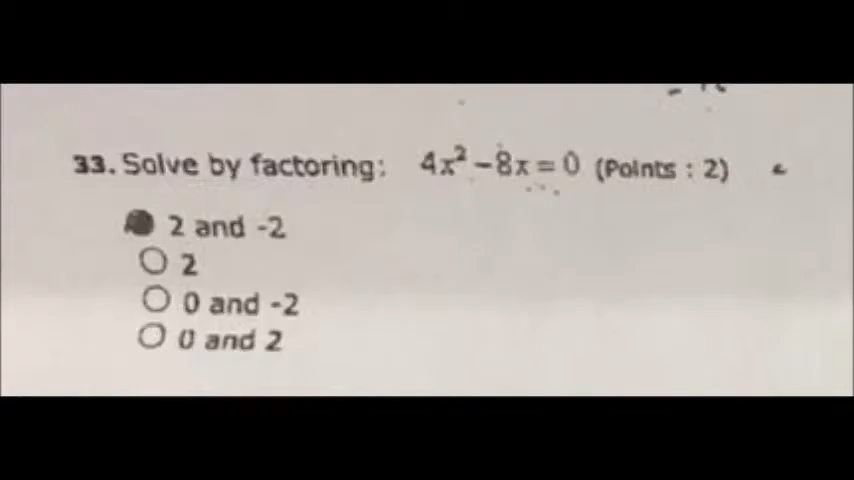 33. Solve by factoring: 4x² - 8x = 0 (Points : 2)
2 and -2
2
0 and -2
0 and 2